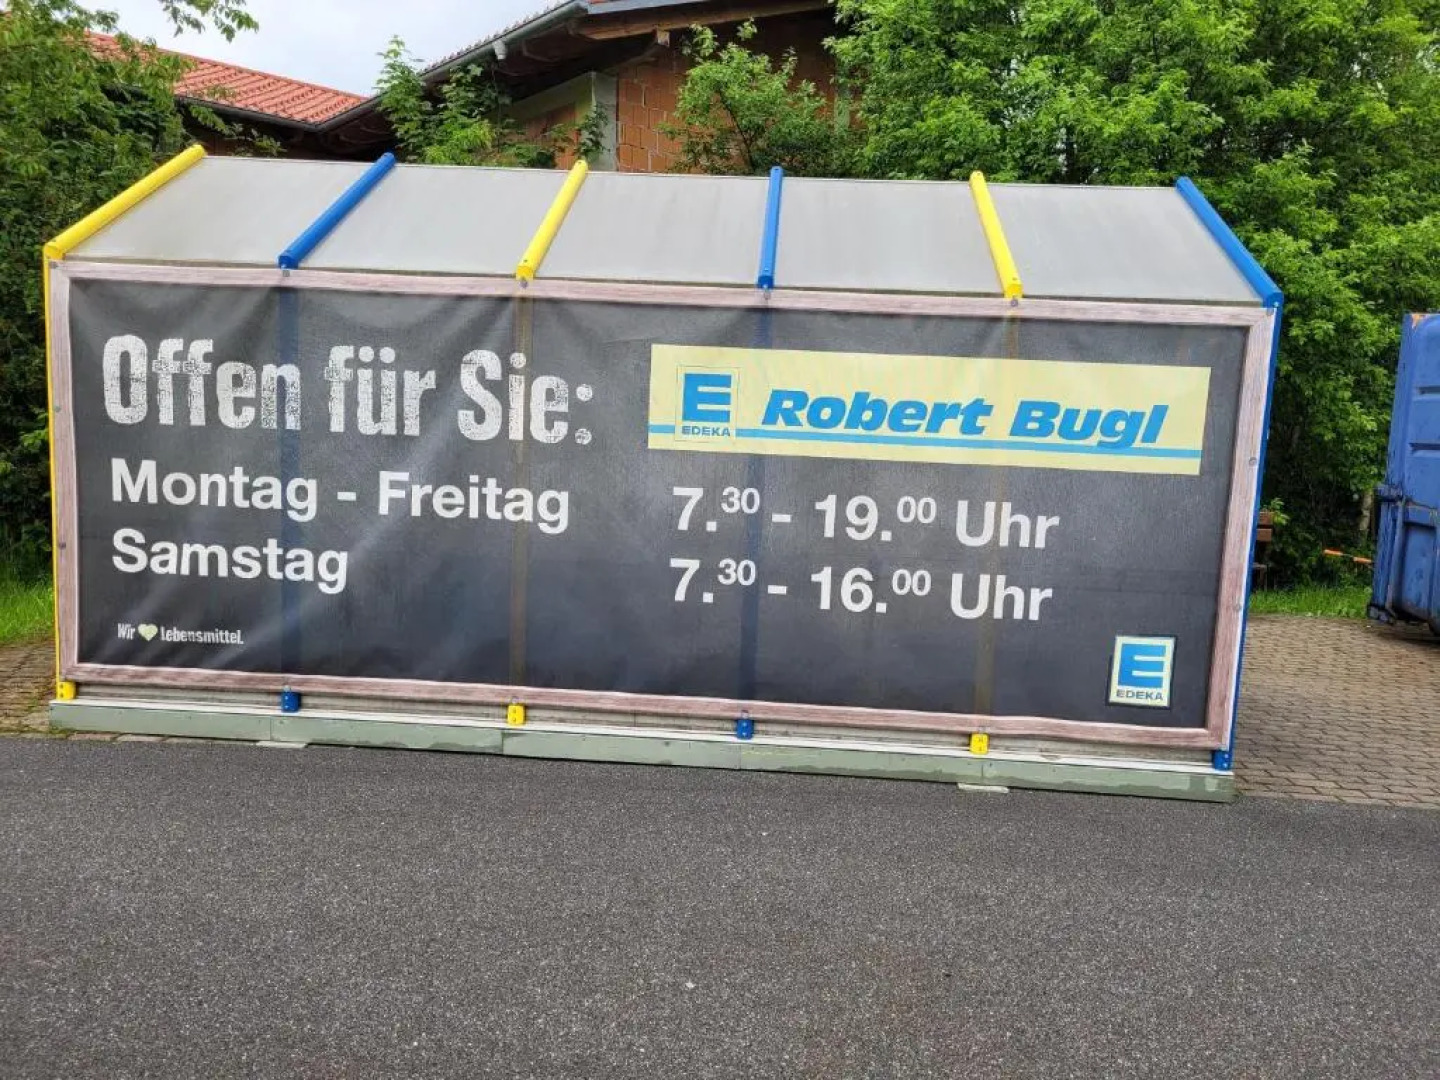 Offen für Sie:
E EDEKA Robert Bugl
Montag - Freitag 7.30 - 19.00 Uhr
Samstag 7.30 - 16.00 Uhr
Wir Lebensmittel.
E EDEKA